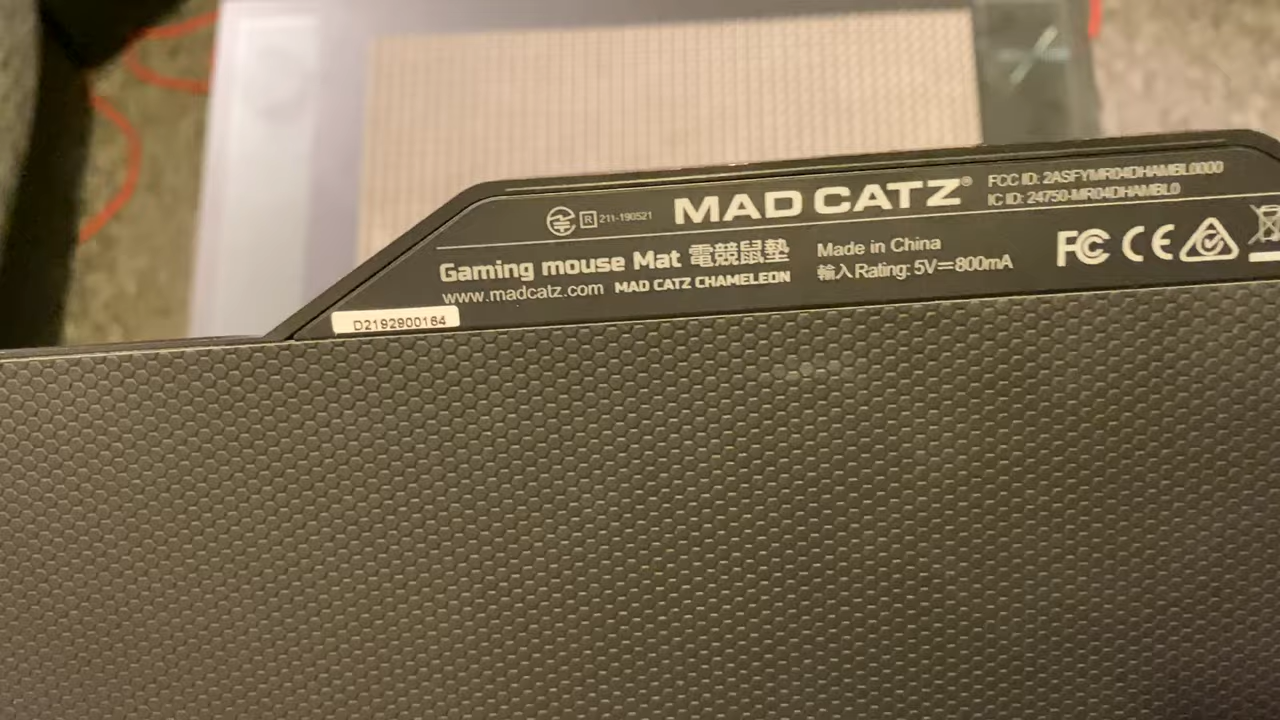 R 211-190521
MAD CATZ®
FCC ID: 2ASFYMR04DHAMBL0000
IC ID: 24750-MR04DHAMBL0
Gaming mouse Mat 電競鼠墊
www.madcatz.com MAD CATZ CHAMELEON
Made in China
輸入Rating: 5V⎓800mA
FC CE
D2192900164